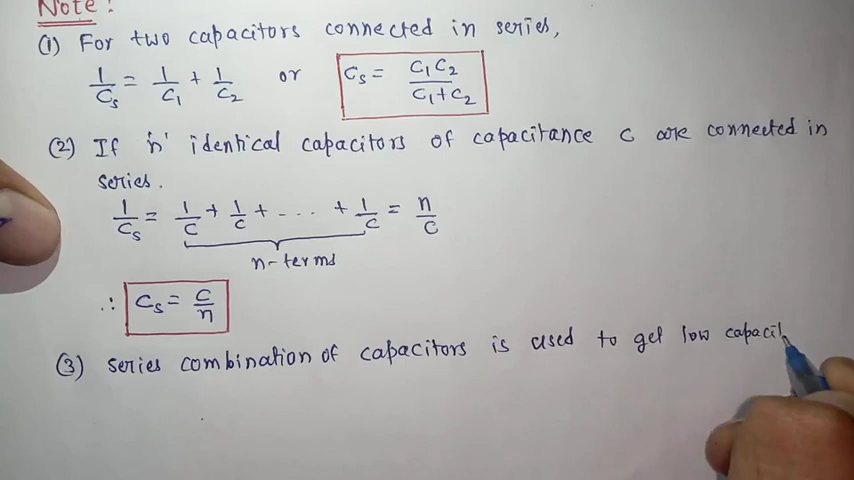 Note:
(1) For two capacitors connected in series,
1/Cs = 1/C1 + 1/C2 or Cs = C1C2/C1+C2
(2) If 'n' identical capacitors of capacitance C are connected in
series.
1/Cs = 1/C + 1/C + - ... + 1/C = n/C
n-terms
∴ Cs = C/n
(3) series combination of capacitors is used to get low capacit